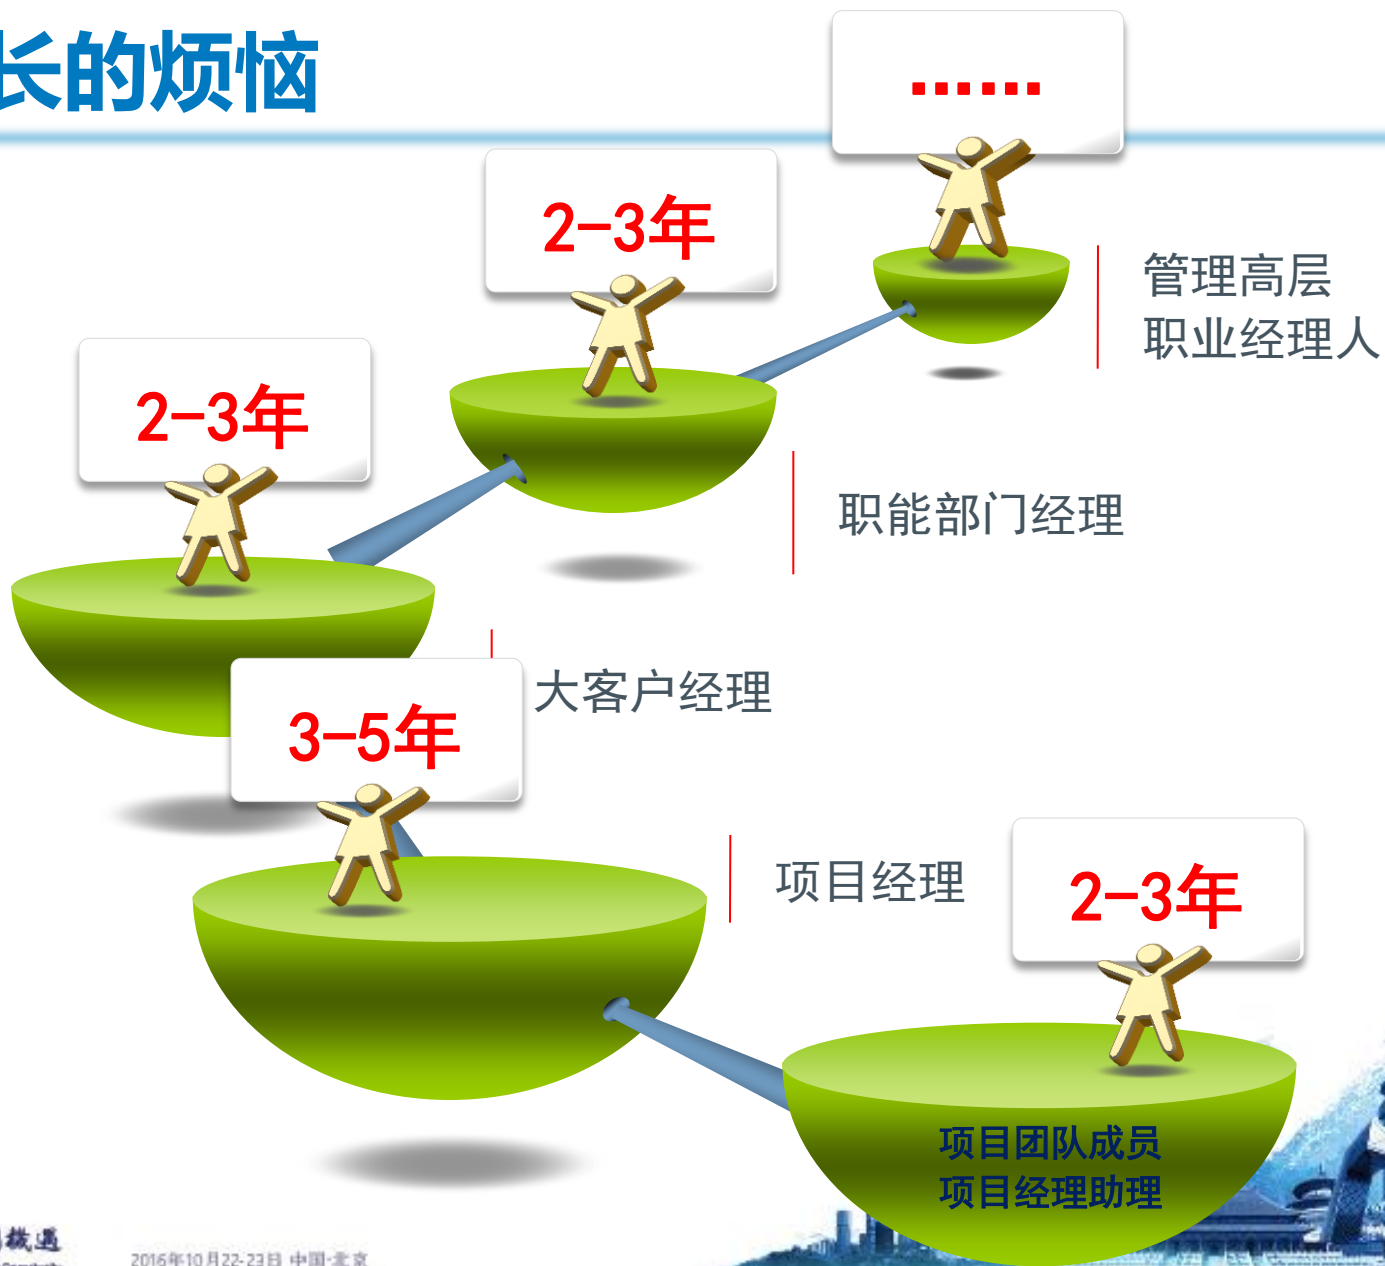 长的烦恼
......
2-3年
管理高层
职业经理人
2-3年
职能部门经理
2-3年
大客户经理
3-5年
项目经理
2-3年
项目团队成员
项目经理助理
2016年10月22-23日 中国·北京